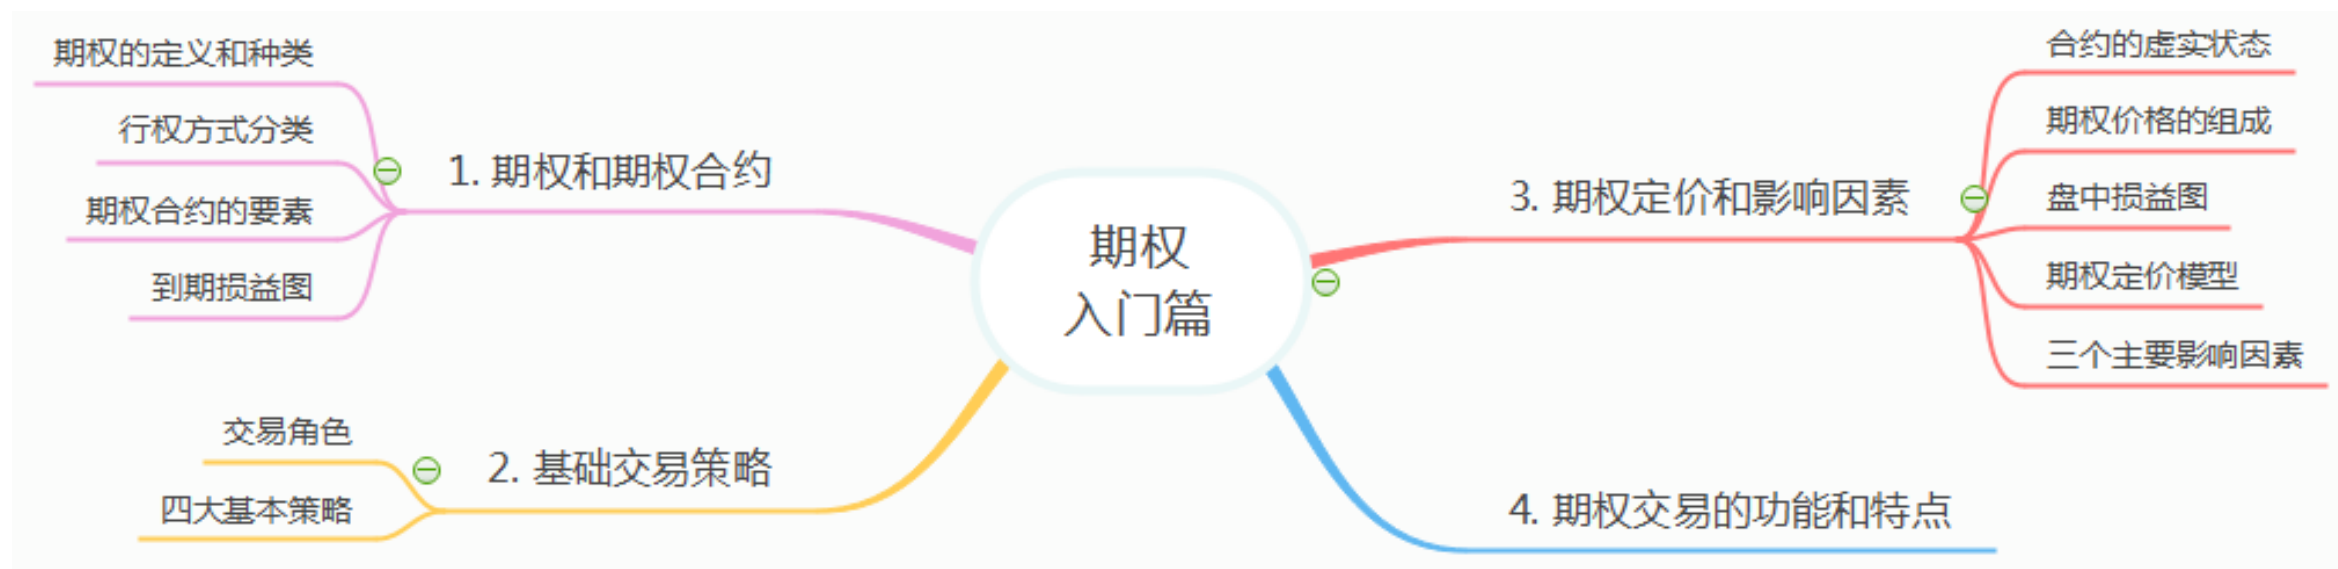 期权
入门篇
1. 期权和期权合约
期权的定义和种类
行权方式分类
期权合约的要素
到期损益图
2. 基础交易策略
交易角色
四大基本策略
3. 期权定价和影响因素
合约的虚实状态
期权价格的组成
盘中损益图
期权定价模型
三个主要影响因素
4. 期权交易的功能和特点